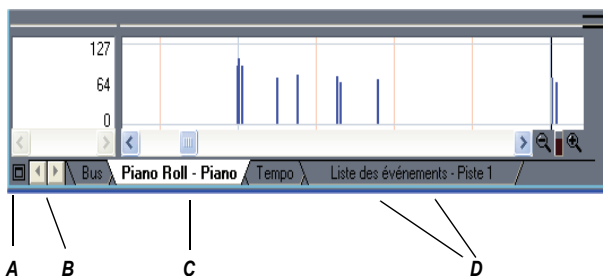 127
64
0
Bus Piano Roll - Piano Tempo Liste des événements - Piste 1
A B C D